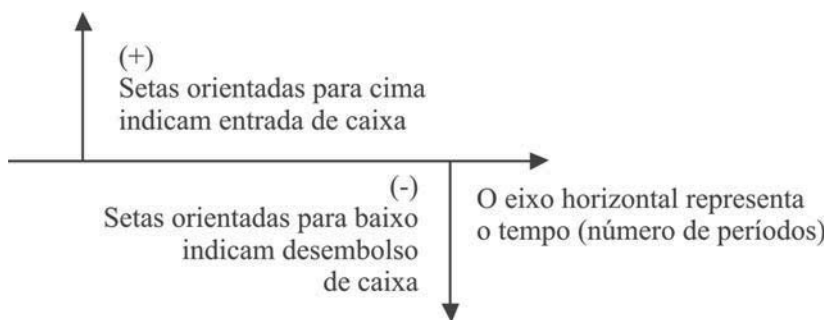 (+)
Setas orientadas para cima
indicam entrada de caixa
(-)
Setas orientadas para baixo
indicam desembolso
de caixa
O eixo horizontal representa
o tempo (número de períodos)